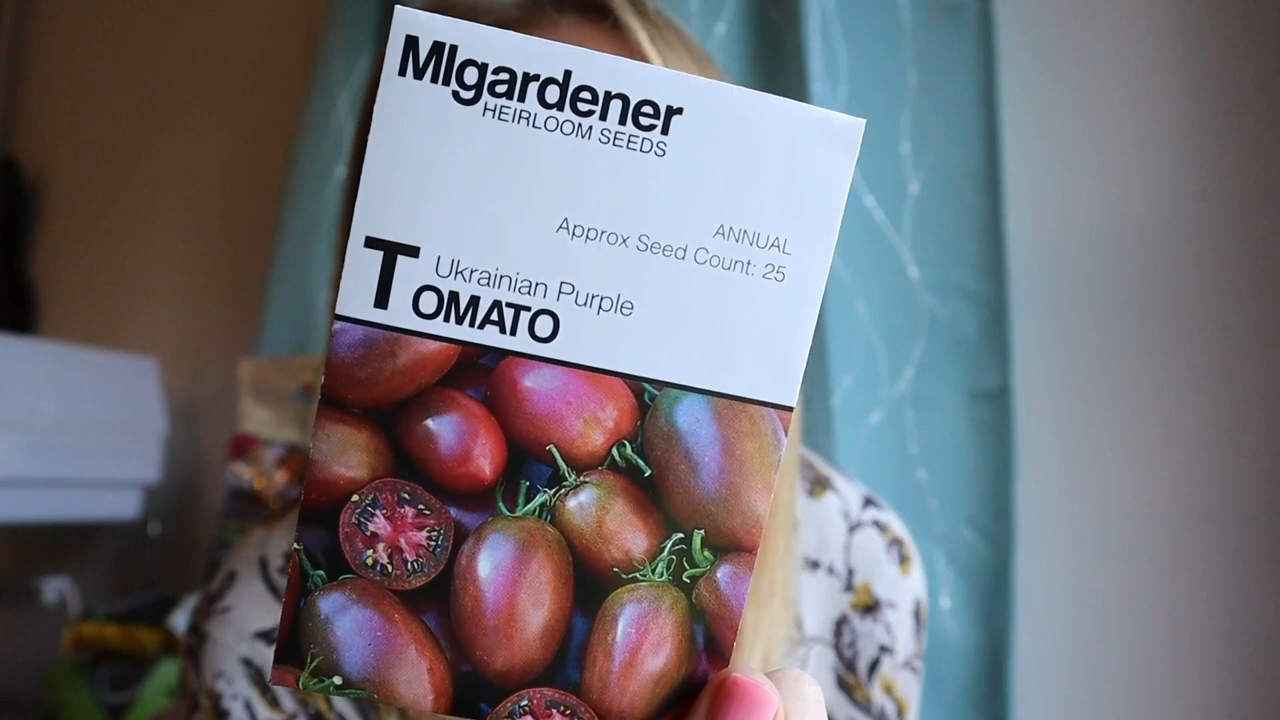 MIgardener
HEIRLOOM SEEDS
ANNUAL
Approx Seed Count: 25
Ukrainian Purple
TOMATO